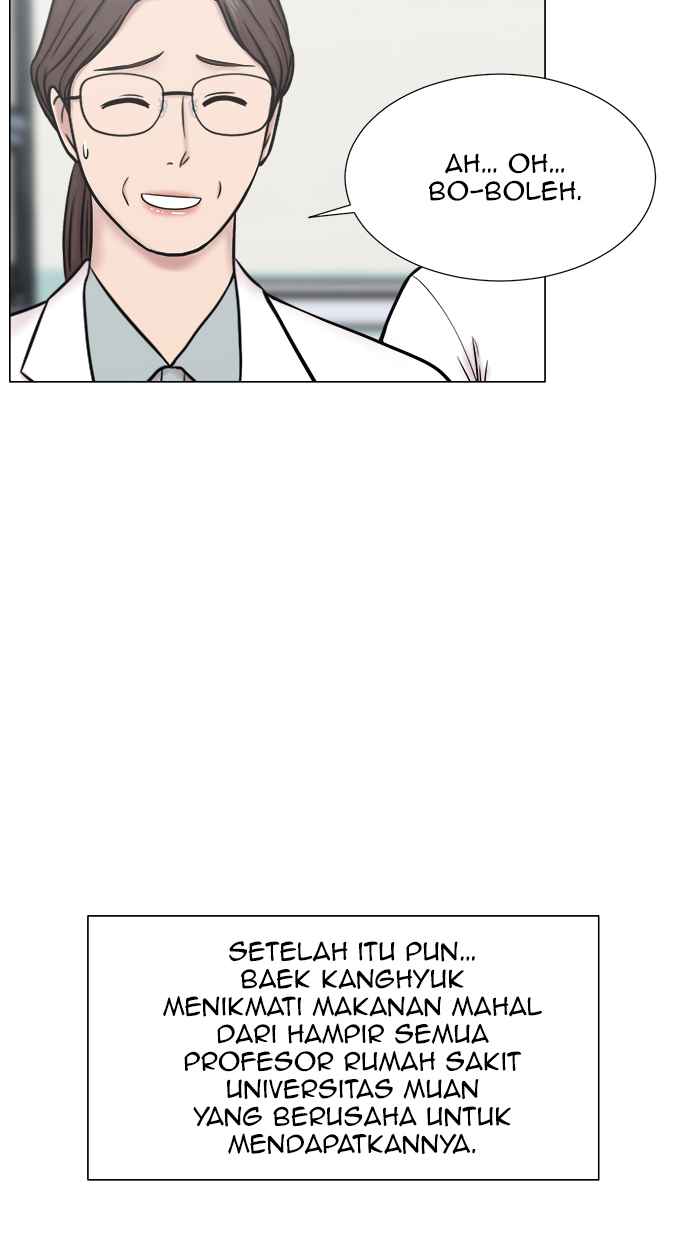 AH... OH...
BO-BOLEH.
SETELAH ITU PUN...
BAEK KANGHYUK
MENIKMATI MAKANAN MAHAL
DARI HAMPIR SEMUA
PROFESOR RUMAH SAKIT
UNIVERSITAS MUAN
YANG BERUSAHA UNTUK
MENDAPATKANNYA.